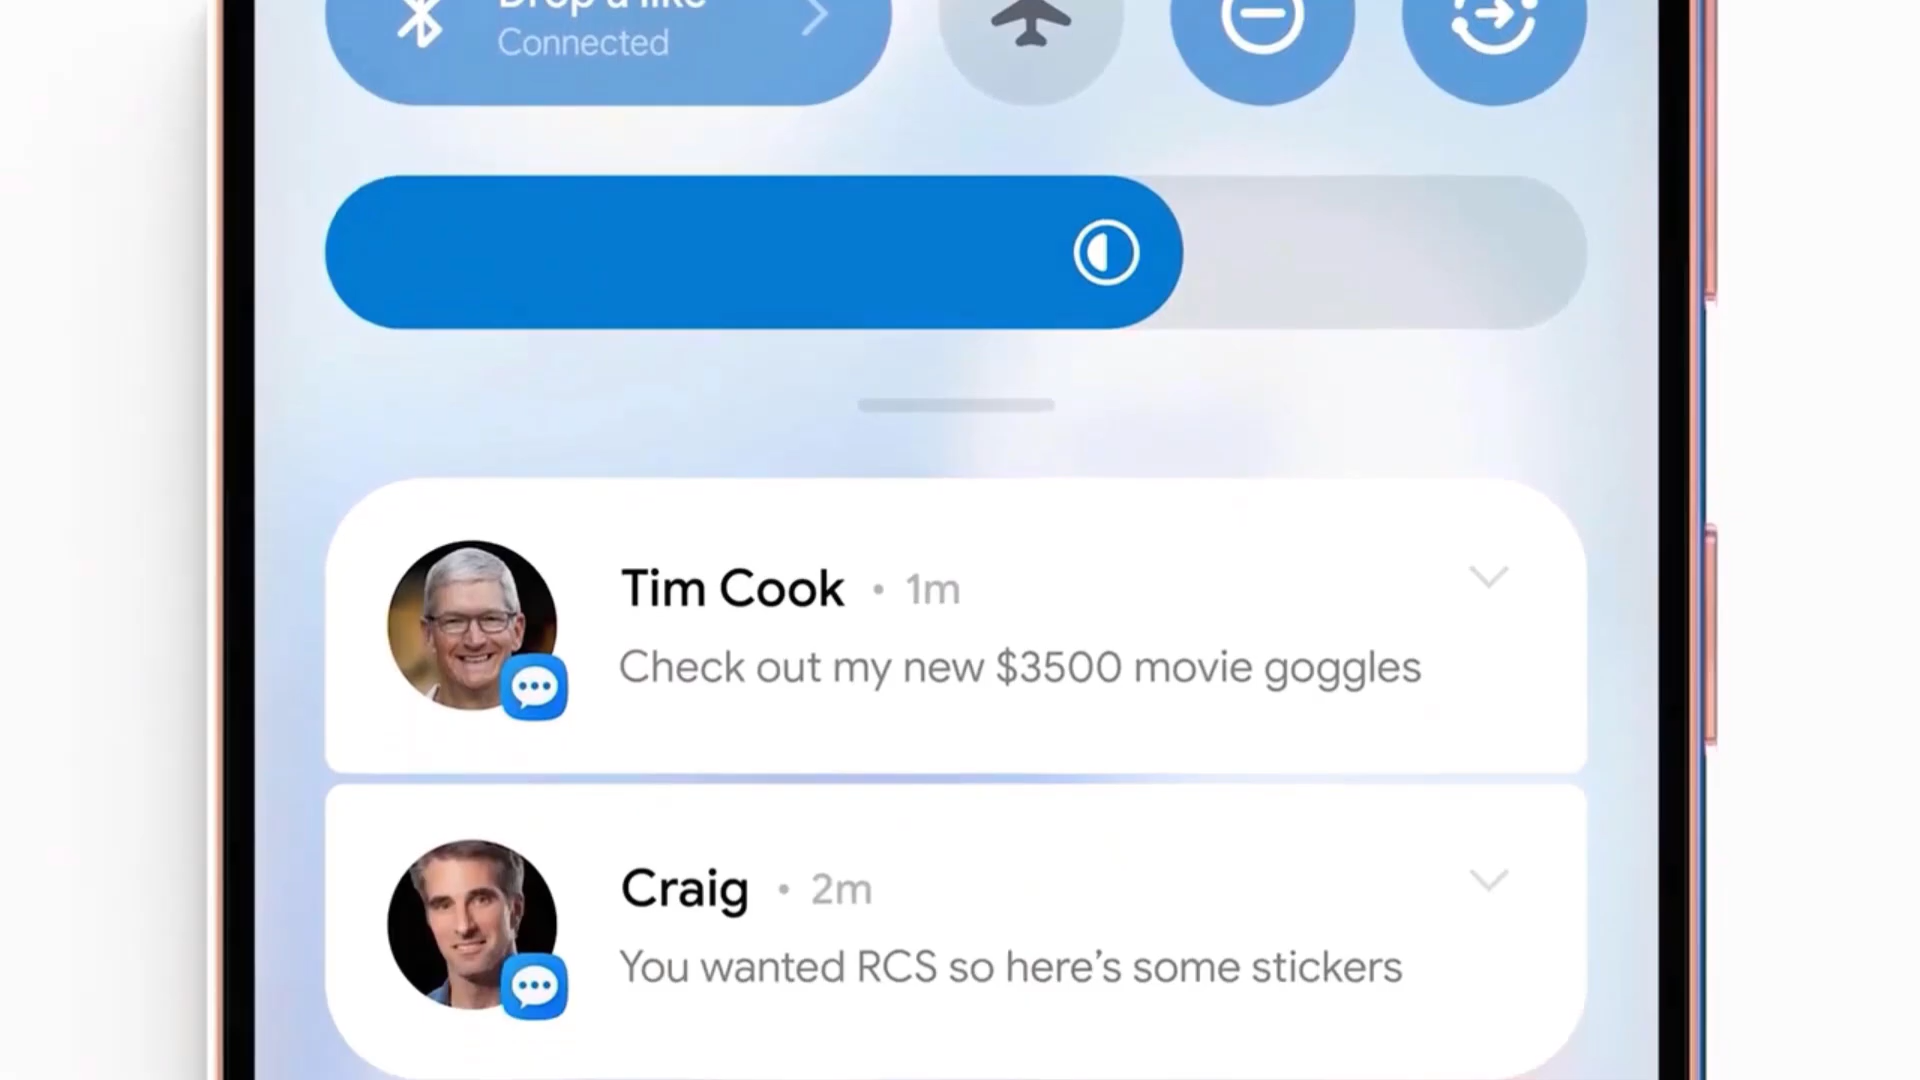 Drop a like
Connected
Tim Cook • 1m
Check out my new $3500 movie goggles
Craig • 2m
You wanted RCS so here’s some stickers